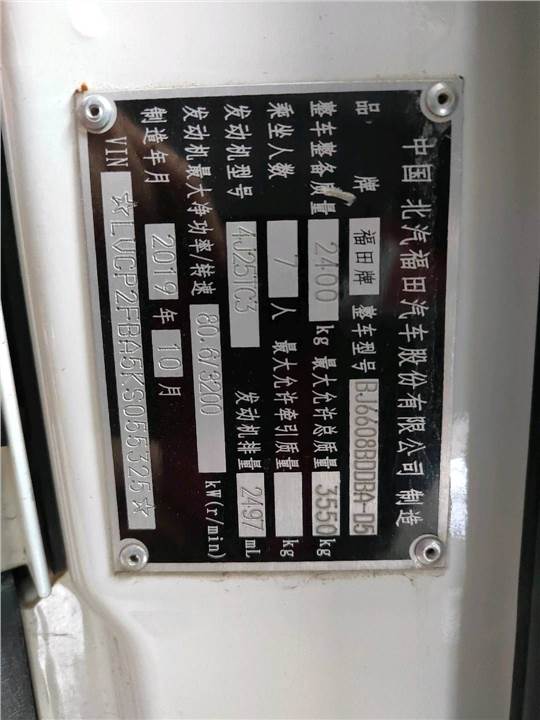 中国 北汽福田汽车股份有限公司 制造
品 牌 福田牌 整车型号 BJ6608BDDBA-D5
整车整备质量 2400 kg 最大允许总质量 3550 kg
乘坐人数 7 人 最大允许牵引质量 kg
发动机型号 4J25TC3 发动机排量 2497 mL
发动机最大净功率/转速 80.6/3200 kW(r/min)
制造年月 2019 年 10 月
VIN ☆LVCP2FBA5KS055325☆